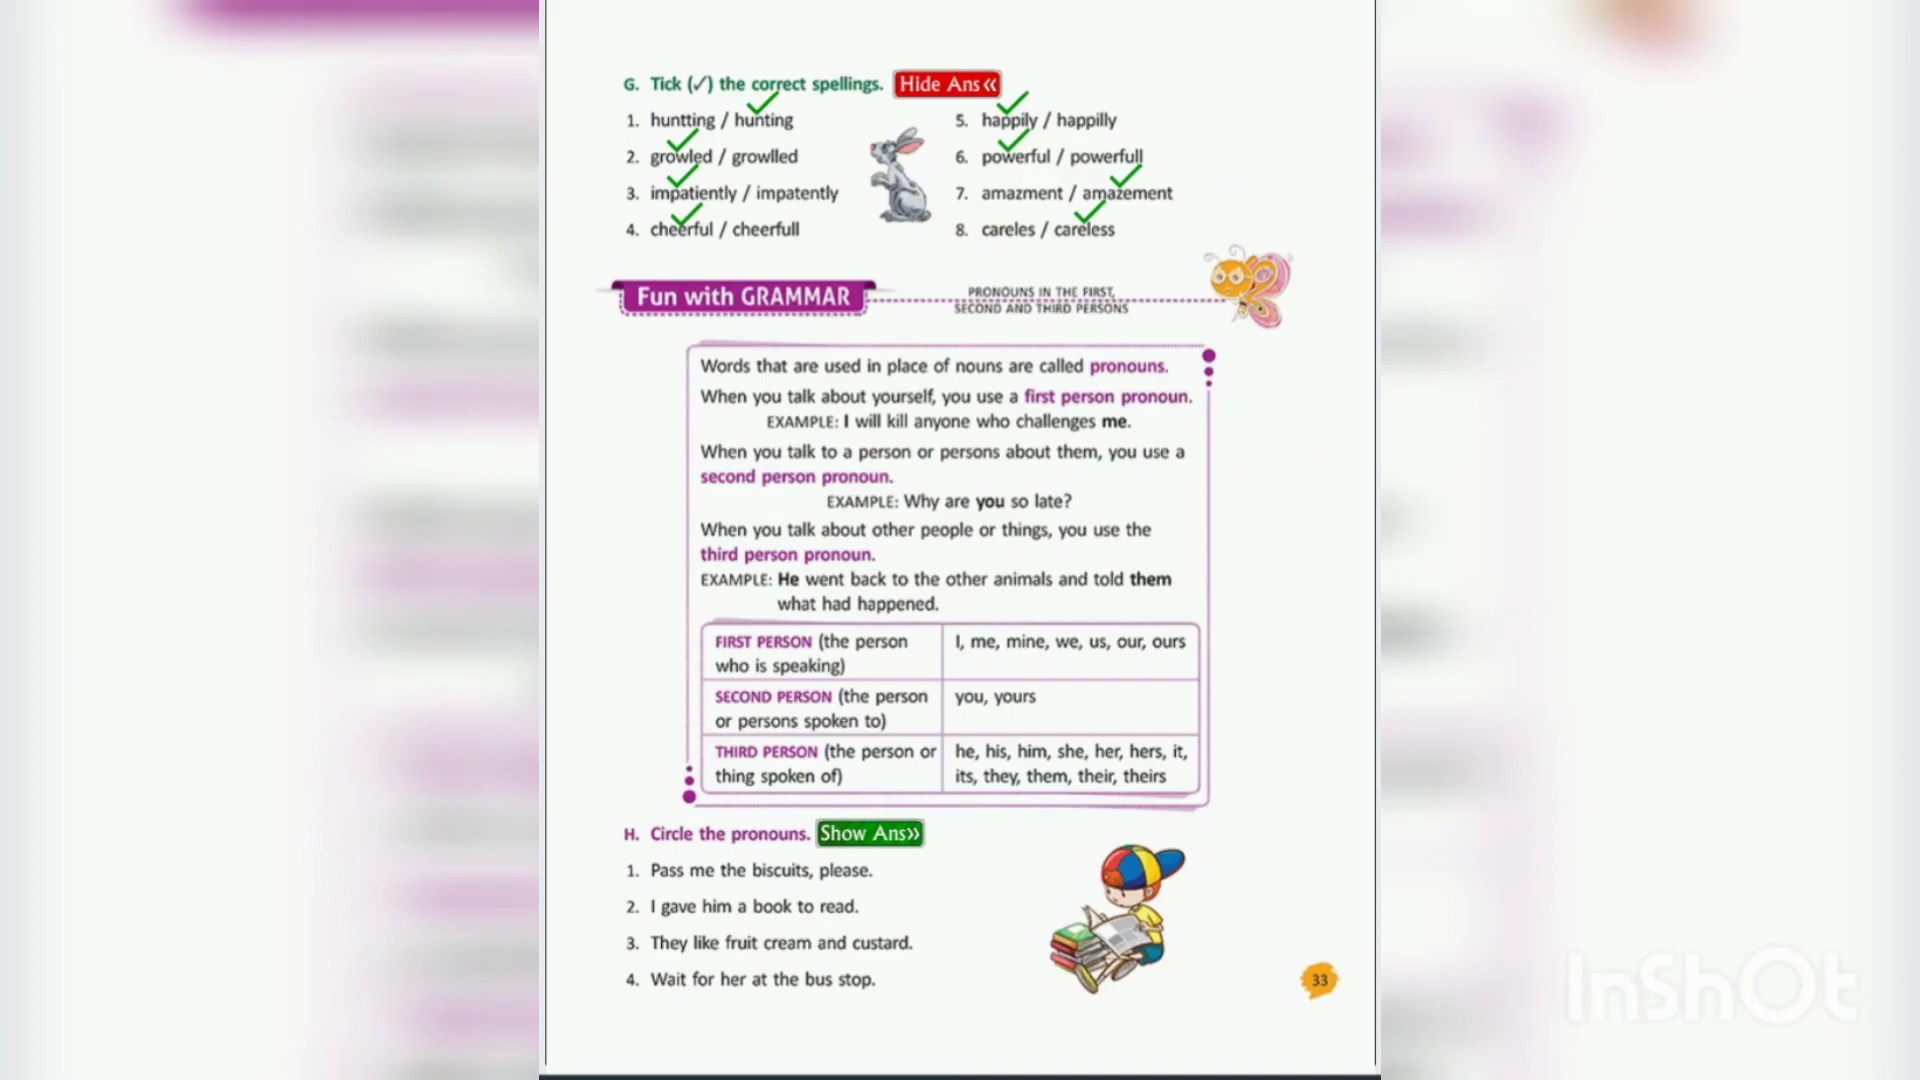 G. Tick (✓) the correct spellings. Hide Ans «
1. huntting / hunting
2. growled / growlled
3. impatiently / impatently
4. cheerful / cheerfull
5. happily / happilly
6. powerful / powerfull
7. amazment / amazement
8. careles / careless
Fun with GRAMMAR
PRONOUNS IN THE FIRST,
SECOND AND THIRD PERSONS
Words that are used in place of nouns are called pronouns.
When you talk about yourself, you use a first person pronoun.
EXAMPLE: I will kill anyone who challenges me.
When you talk to a person or persons about them, you use a
second person pronoun.
EXAMPLE: Why are you so late?
When you talk about other people or things, you use the
third person pronoun.
EXAMPLE: He went back to the other animals and told them
what had happened.
FIRST PERSON (the person
who is speaking)
I, me, mine, we, us, our, ours
SECOND PERSON (the person
or persons spoken to)
you, yours
THIRD PERSON (the person or
thing spoken of)
he, his, him, she, her, hers, it,
its, they, them, their, theirs
H. Circle the pronouns. Show Ans »
1. Pass me the biscuits, please.
2. I gave him a book to read.
3. They like fruit cream and custard.
4. Wait for her at the bus stop.
33
InShOt